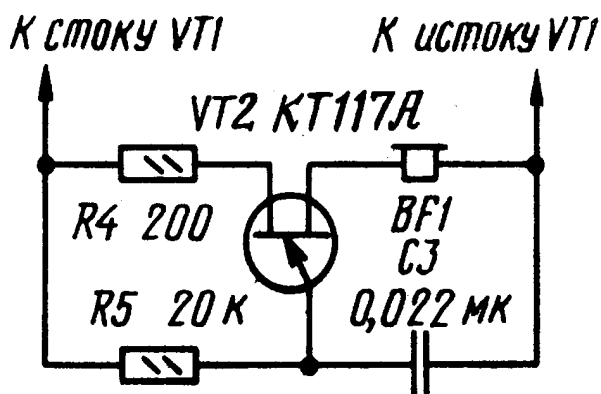 К стоку VT1
К истоку VT1
VT2 КТ117А
R4 200
BF1
C3
R5 20 к
0,022 мк